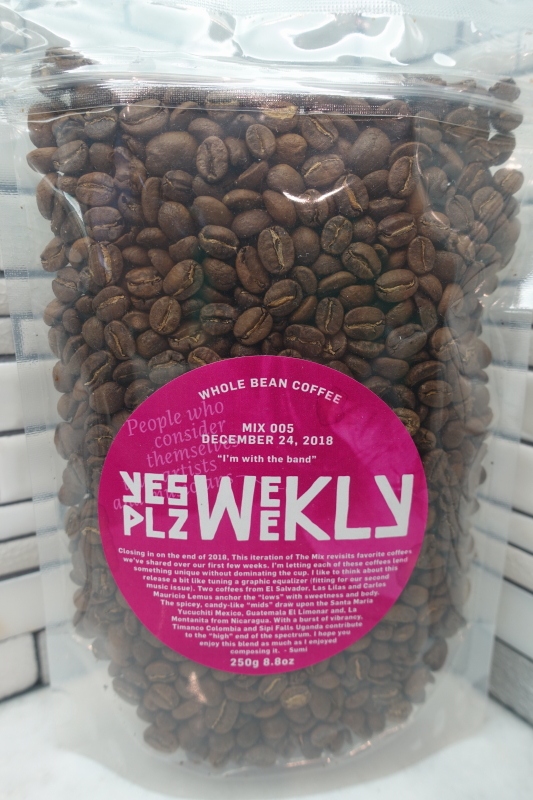 WHOLE BEAN COFFEE
MIX 005
DECEMBER 24, 2018
"I'm with the band"
People who
consider
themselves
artists
YES PLZ WEEKLY
Closing in on the end of 2018, This iteration of The Mix revisits favorite coffees
we've shared over our first few weeks. I'm letting each of these coffees land
something unique without dominating the cup. I like to think about this
release a bit like tuning a graphic equalizer (fitting for our second
music issue). Two coffees from El Salvador, Las Lilas and Carlos
Mauricio Lemus anchor the "lows" with sweetness and body.
The spicy, candy-like "mids" draw upon the Santa Maria
Yucuchiti Mexico, Guatemala El Limonar and, La
Montanita from Nicaragua. With a burst of vibrancy,
Timanco Colombia and Sipi Falls Uganda contribute
to the "high" end of the spectrum. I hope you
enjoy this blend as much as I enjoyed
composing it. - Sumi
250g 8.8oz